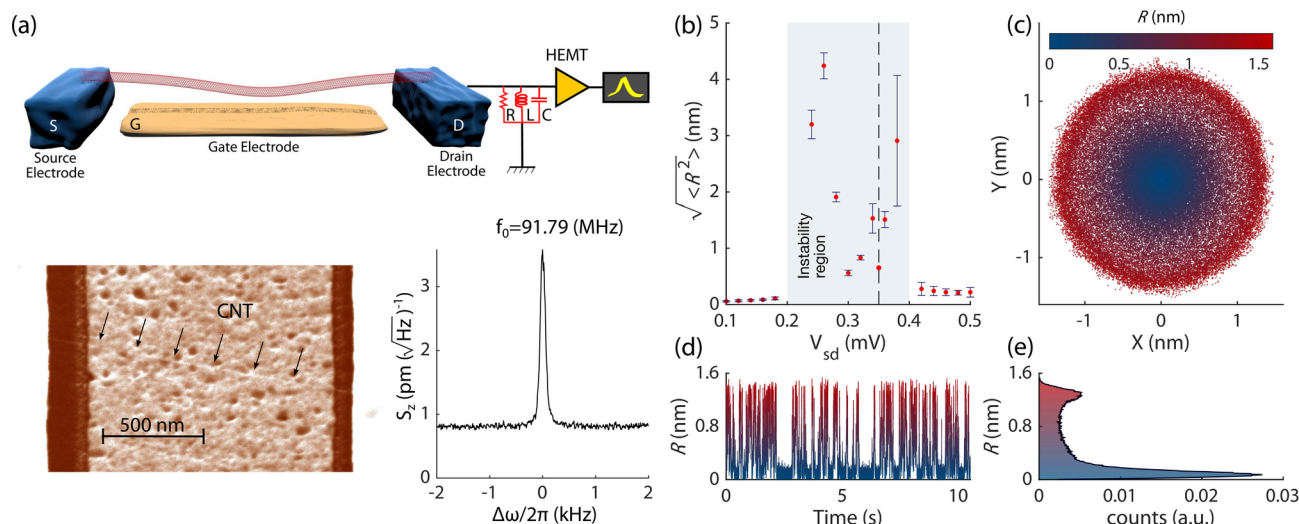 (a)
HEMT
R L C
S
G
D
Source
Electrode
Gate Electrode
Drain
Electrode
CNT
500 nm
f₀=91.79 (MHz)
S_z (pm (√Hz)⁻¹)
3
2
1
0
-2 -1 0 1 2
Δω/2π (kHz)
(b)
√<R²> (nm)
5
4
3
2
1
0
Instability
region
0.1 0.2 0.3 0.4 0.5
V_sd (mV)
(c)
R (nm)
0 0.5 1 1.5
Y (nm)
1
0
-1
-1 0 1
X (nm)
(d)
R (nm)
1.6
0.8
0
0 5 10
Time (s)
(e)
R (nm)
1.6
0.8
0
0 0.01 0.02 0.03
counts (a.u.)